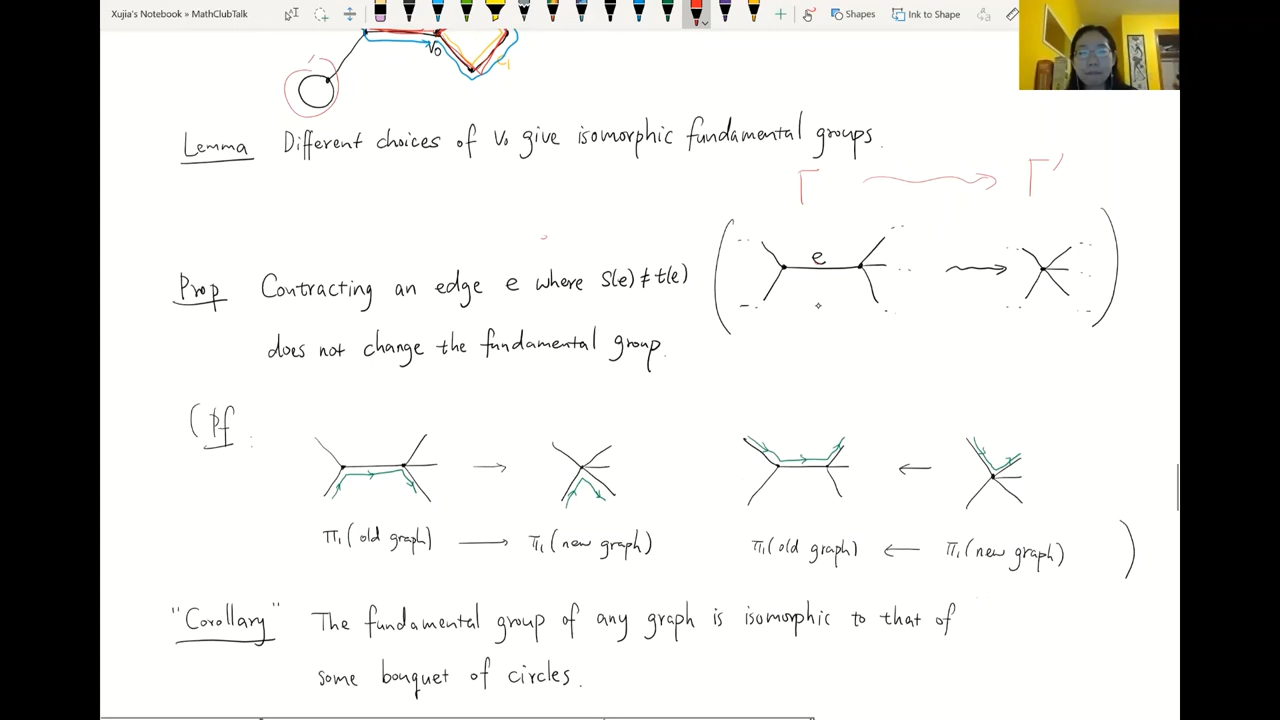 Xujia's Notebook » MathClubTalk
Shapes
Ink to Shape
V₀
e₁
Lemma Different choices of V₀ give isomorphic fundamental groups.
Γ Γ'
Prop Contracting an edge e where s(e) ≠ t(e)
does not change the fundamental group.
e
(Pf:
π₁(old graph) → π₁(new graph) π₁(old graph) ← π₁(new graph) )
"Corollary" The fundamental group of any graph is isomorphic to that of
some bouquet of circles.